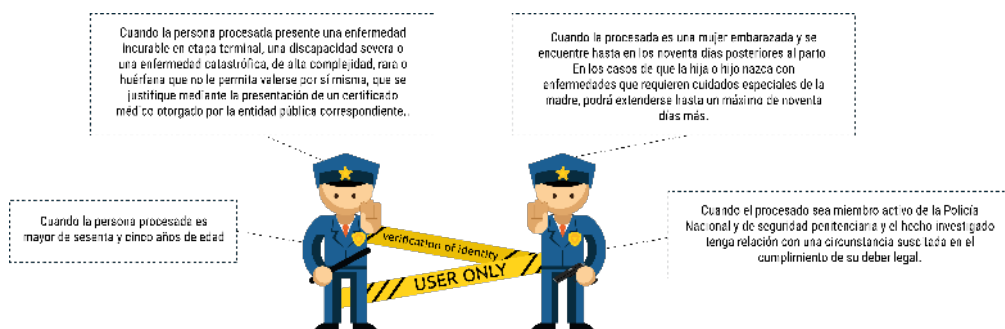 Cuando la persona procesada presente una enfermedad
incurable en etapa terminal, una discapacidad severa o
una enfermedad catastrófica, de alta complejidad, rara o
huérfana que no le permita valerse por sí misma, que se
justifique mediante la presentación de un certificado
médico otorgado por la entidad pública correspondiente..
Cuando la procesada es una mujer embarazada y se
encuentre hasta en los noventa días posteriores al parto
En los casos de que la hija o hijo nazca con
enfermedades que requieren cuidados especiales de la
madre, podrá extenderse hasta un máximo de noventa
días más.
Cuando la persona procesada es
mayor de sesenta y cinco años de edad
Cuando el procesado sea miembro activo de la Policía
Nacional y de seguridad penitenciaria y el hecho investigado
tenga relación con una circunstancia suscitada en el
cumplimiento de su deber legal.
verification of identity
USER ONLY